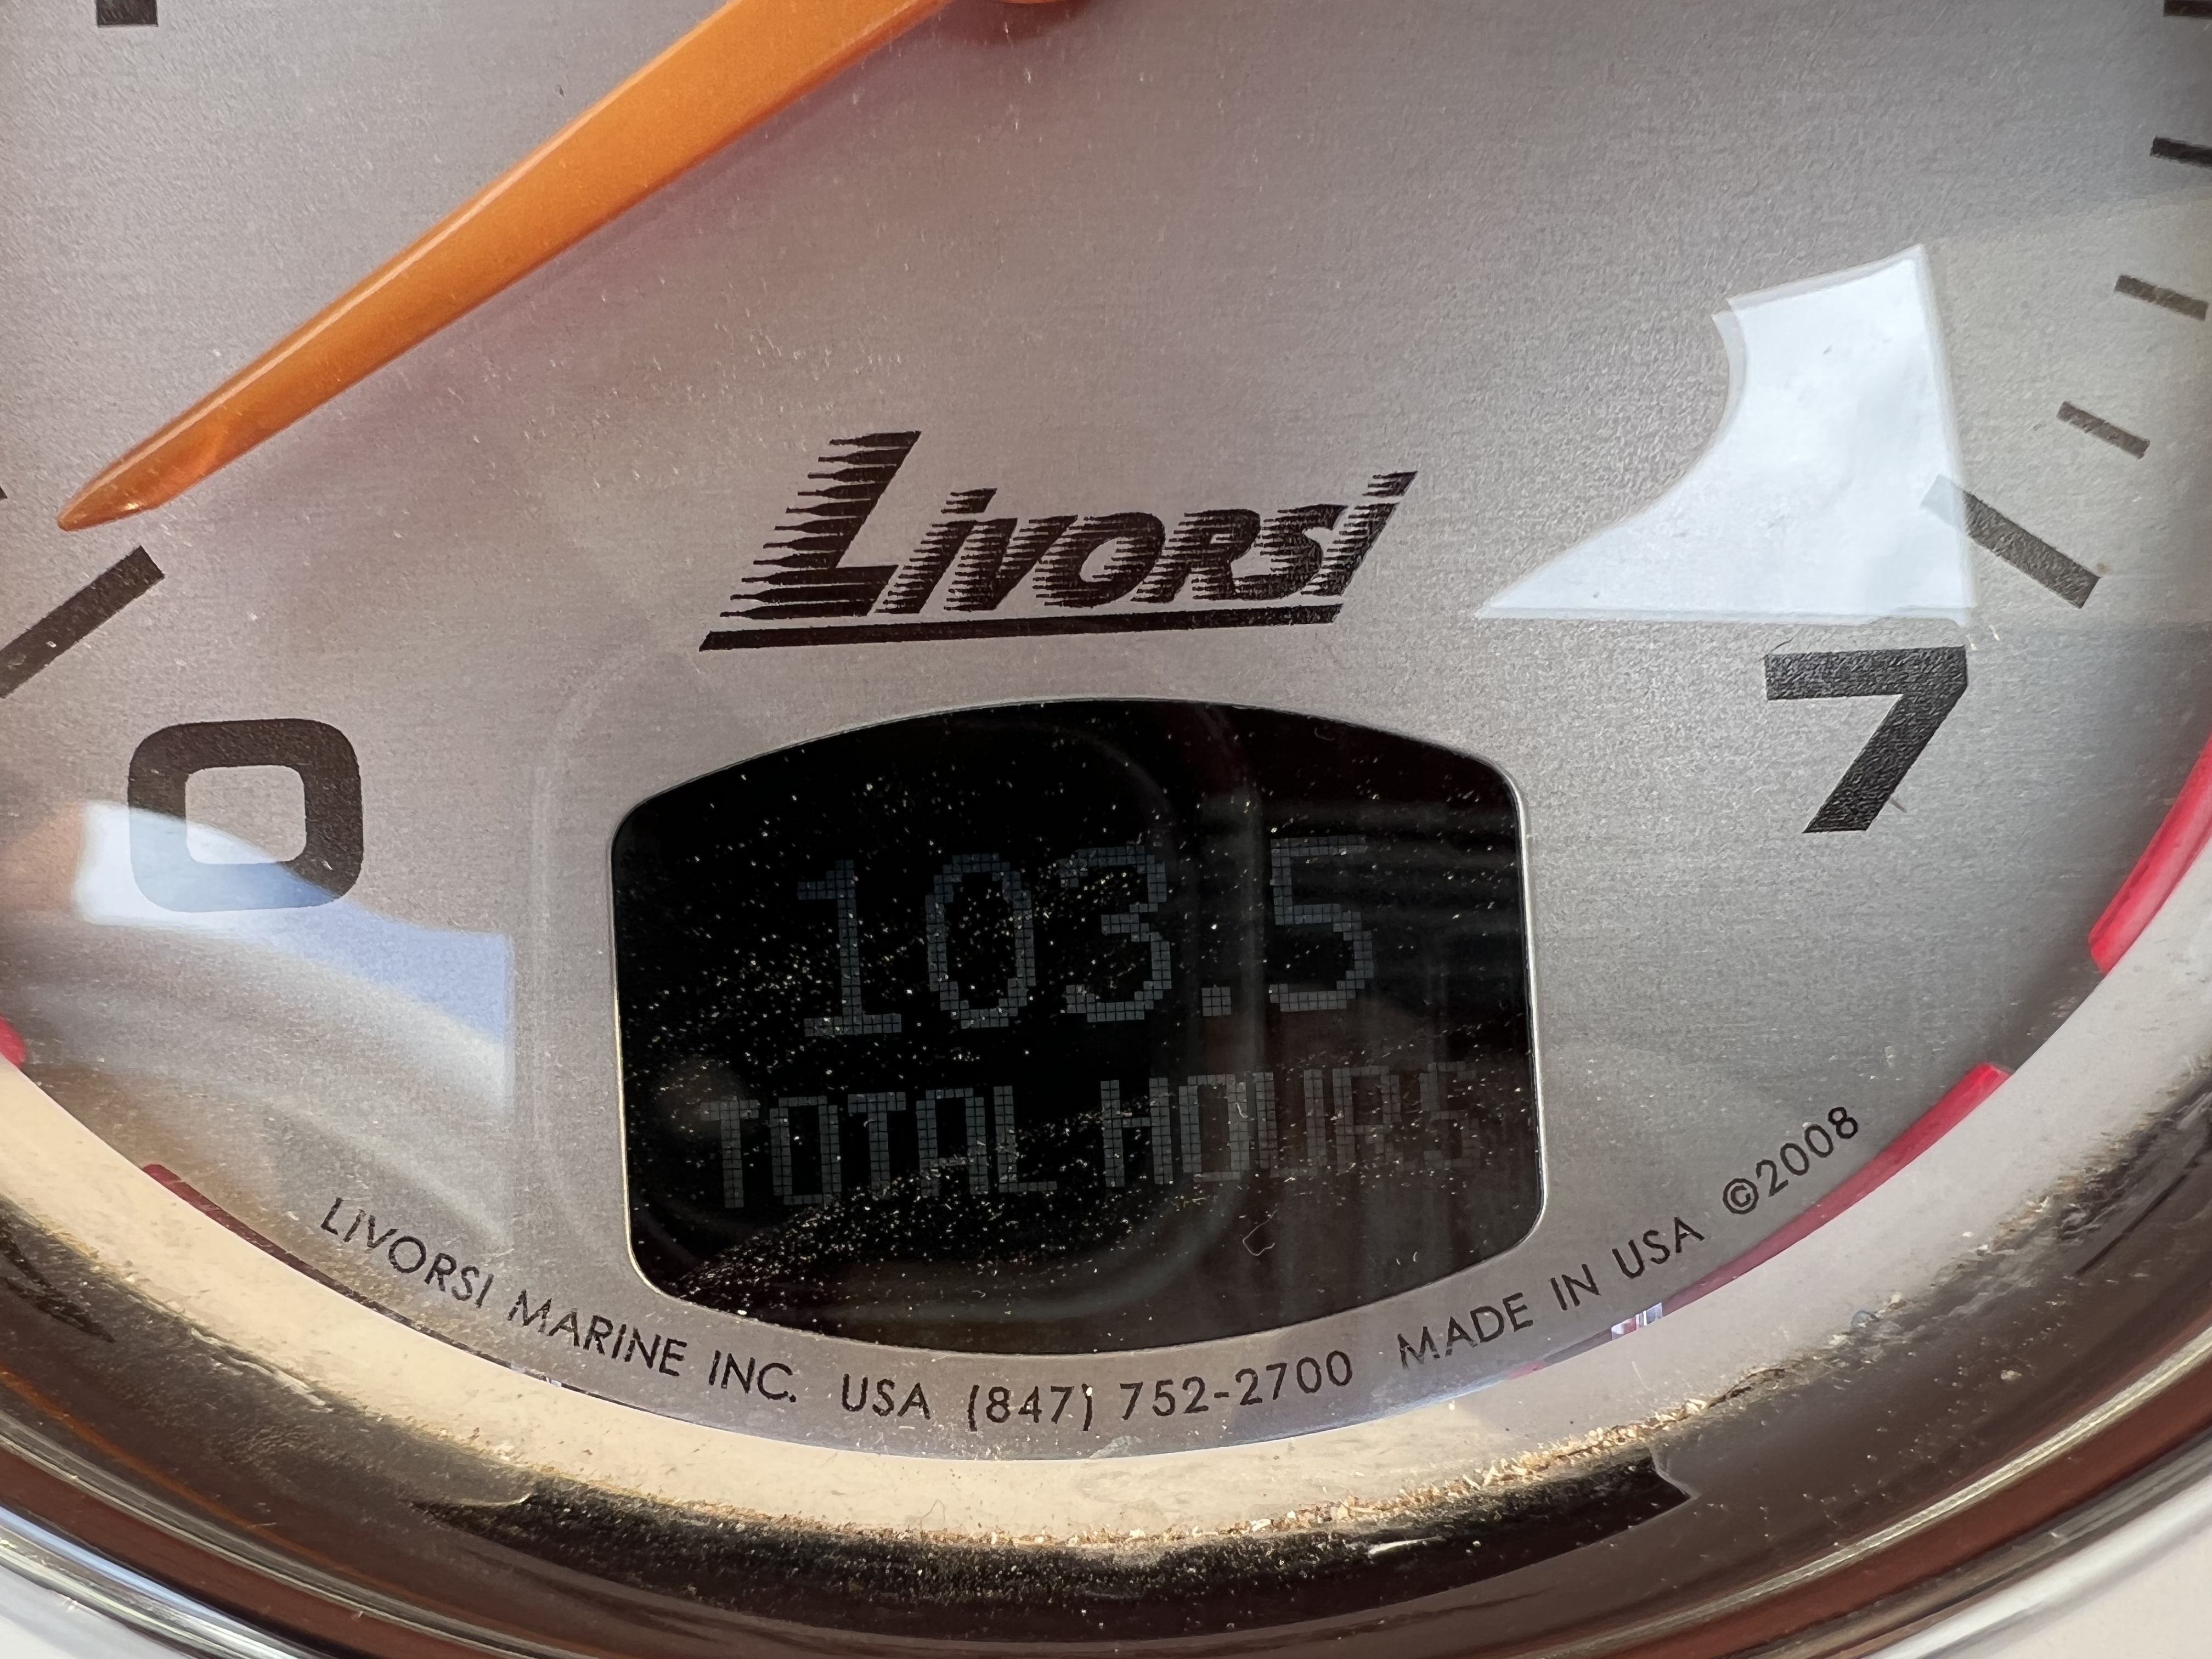 LIVORSI
0
7
103.5
TOTAL HOURS
LIVORSI MARINE INC. USA (847) 752-2700 MADE IN USA ©2008